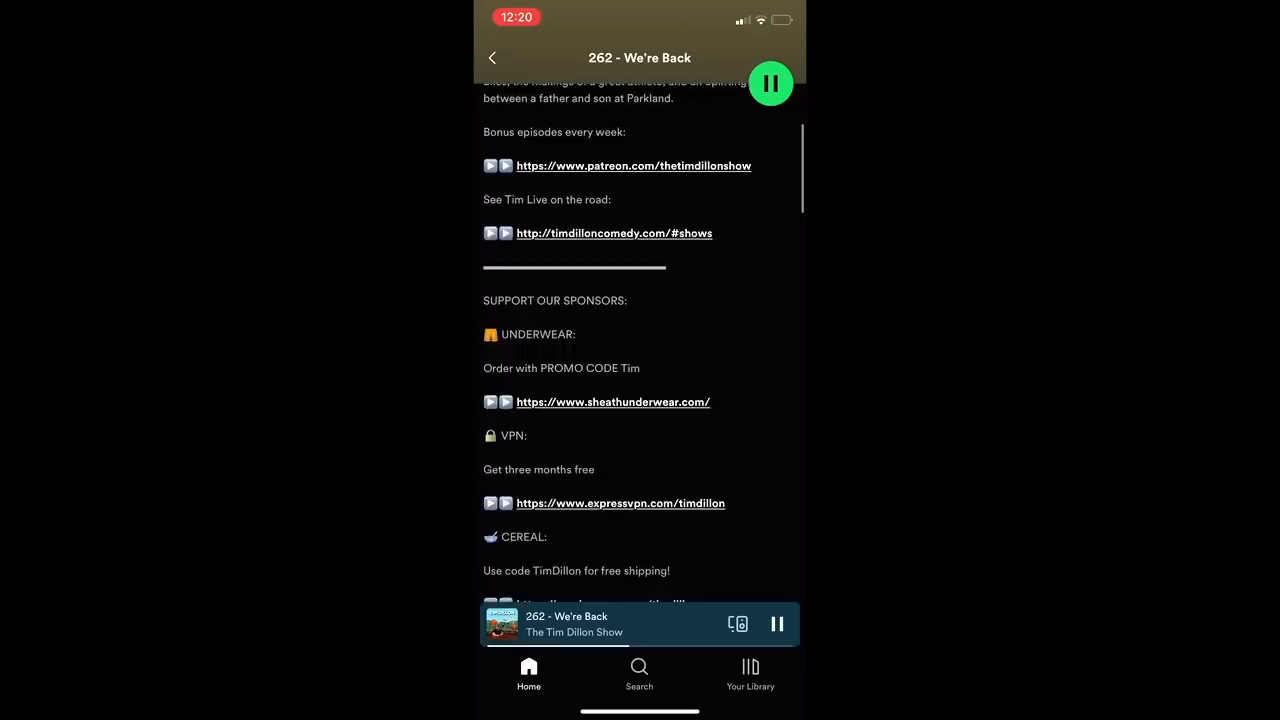 12:20
262 - We're Back
between a father and son at Parkland.
Bonus episodes every week:
https://www.patreon.com/thetimdillonshow
See Tim Live on the road:
http://timdilloncomedy.com/#shows
SUPPORT OUR SPONSORS:
UNDERWEAR:
Order with PROMO CODE Tim
https://www.sheathunderwear.com/
VPN:
Get three months free
https://www.expressvpn.com/timdillon
CEREAL:
Use code TimDillon for free shipping!
262 - We're Back
The Tim Dillon Show
Home
Search
Your Library